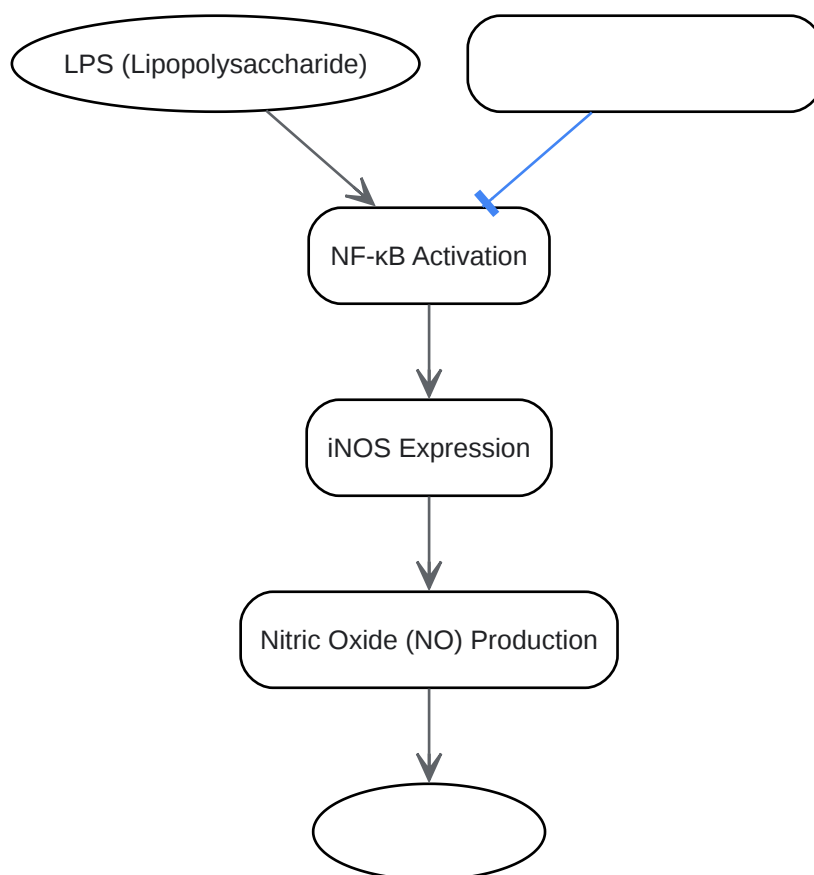 LPS (Lipopolysaccharide)
NF-κB Activation
iNOS Expression
Nitric Oxide (NO) Production